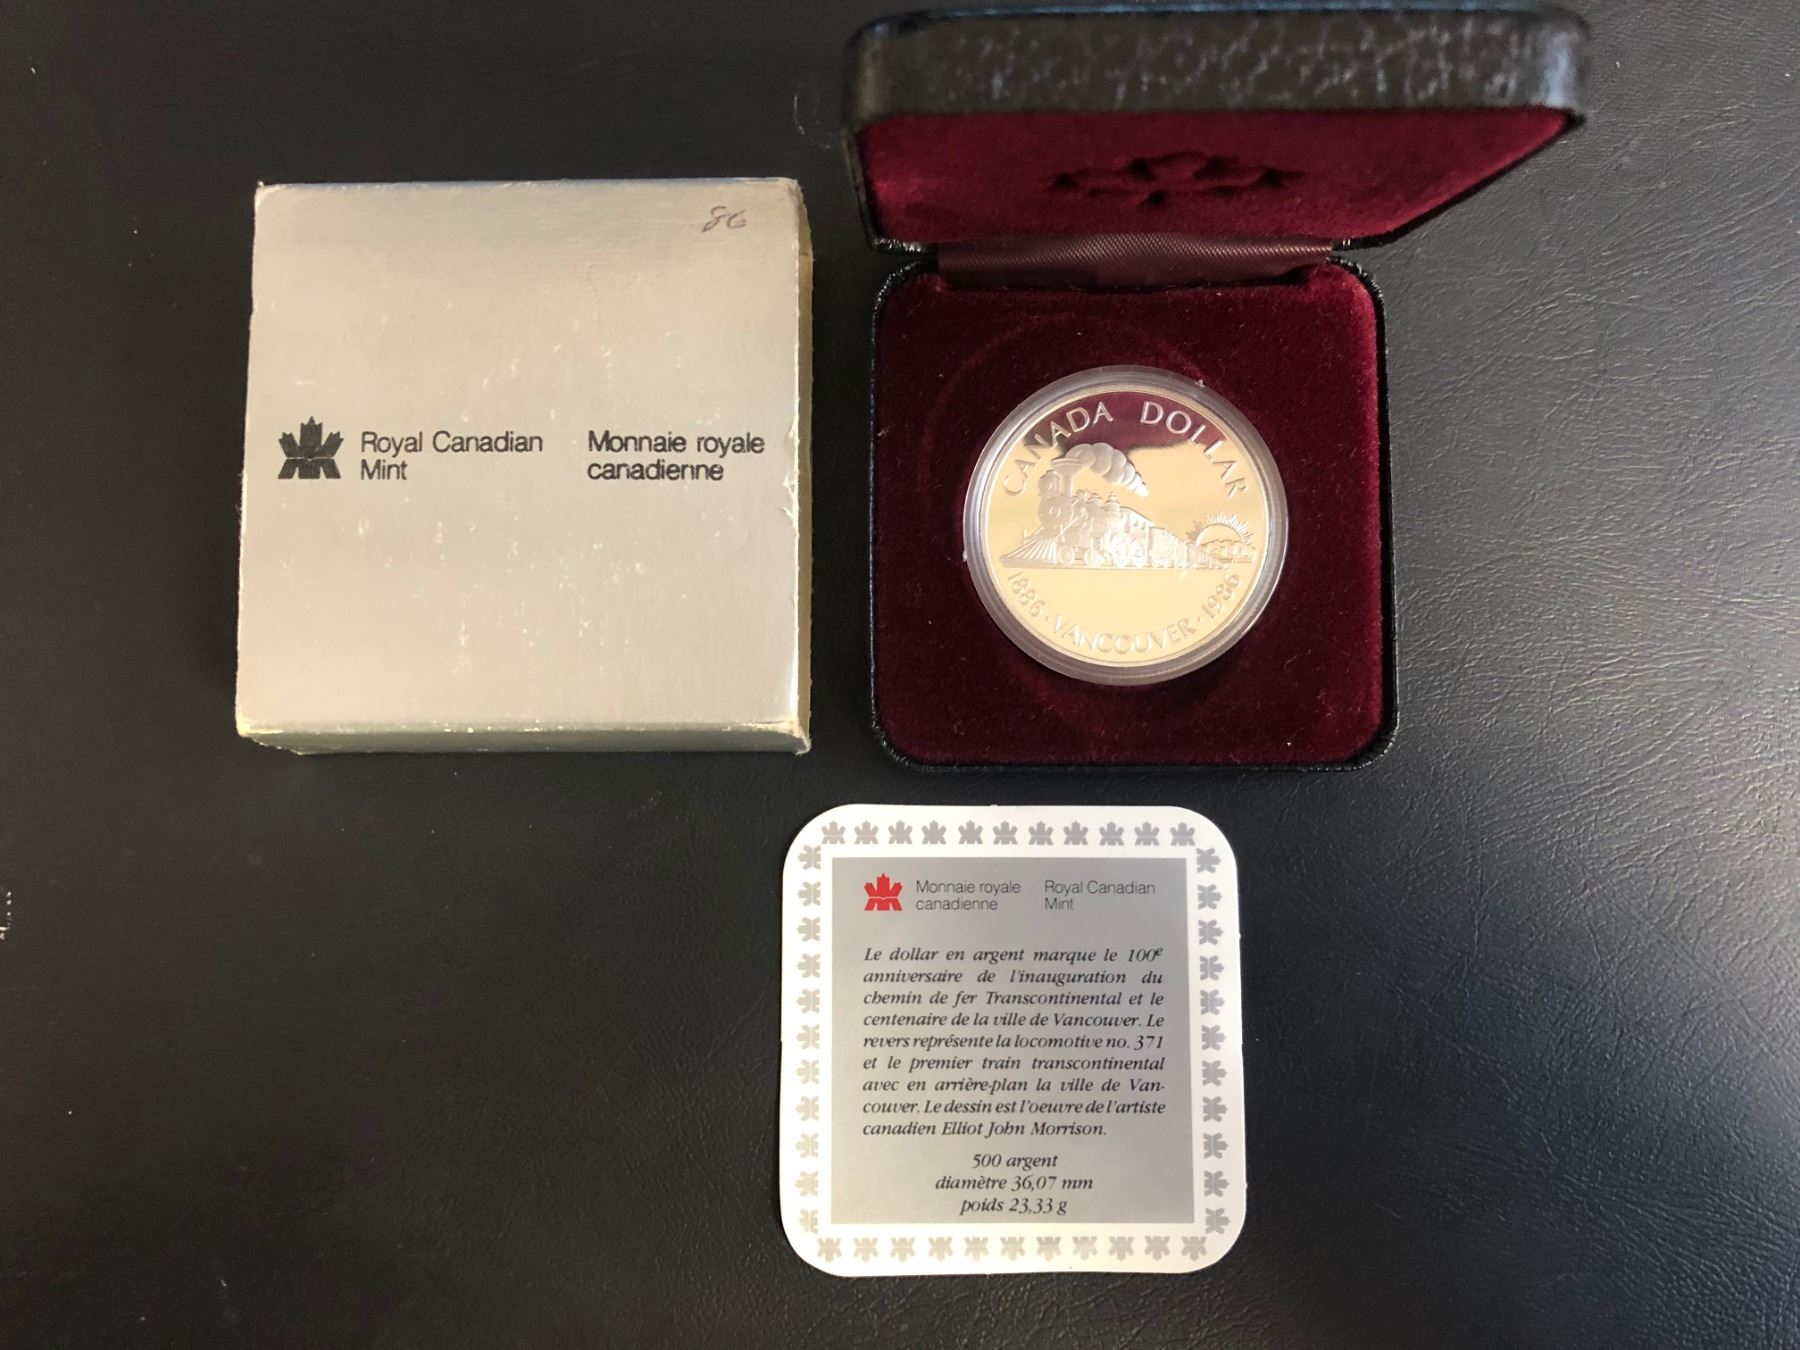 86
Royal Canadian
Mint
Monnaie royale
canadienne
CANADA DOLLAR
1886 · VANCOUVER · 1986
Monnaie royale
canadienne
Royal Canadian
Mint
Le dollar en argent marque le 100e
anniversaire de l'inauguration du
chemin de fer Transcontinental et le
centenaire de la ville de Vancouver. Le
revers représente la locomotive no. 371
et le premier train transcontinental
avec en arrière-plan la ville de Van-
couver. Le dessin est l'oeuvre de l'artiste
canadien Elliot John Morrison.
500 argent
diamètre 36,07 mm
poids 23,33 g